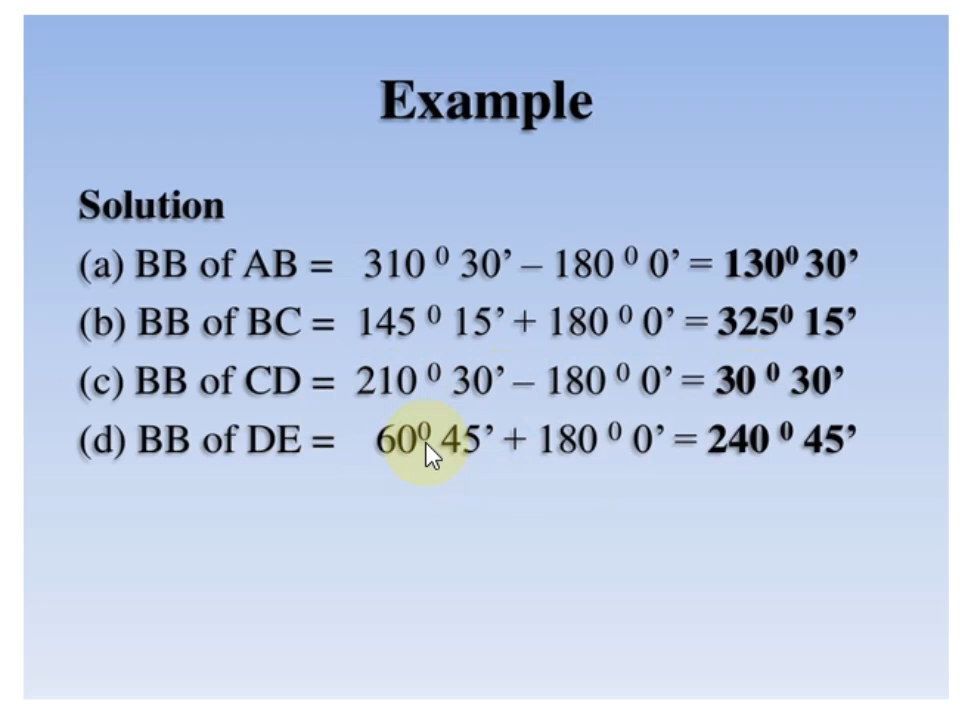 Example
Solution
(a) BB of AB = 310 ⁰ 30’ – 180 ⁰ 0’ = 130⁰ 30’
(b) BB of BC = 145 ⁰ 15’ + 180 ⁰ 0’ = 325⁰ 15’
(c) BB of CD = 210 ⁰ 30’ – 180 ⁰ 0’ = 30 ⁰ 30’
(d) BB of DE = 60⁰ 45’ + 180 ⁰ 0’ = 240 ⁰ 45’